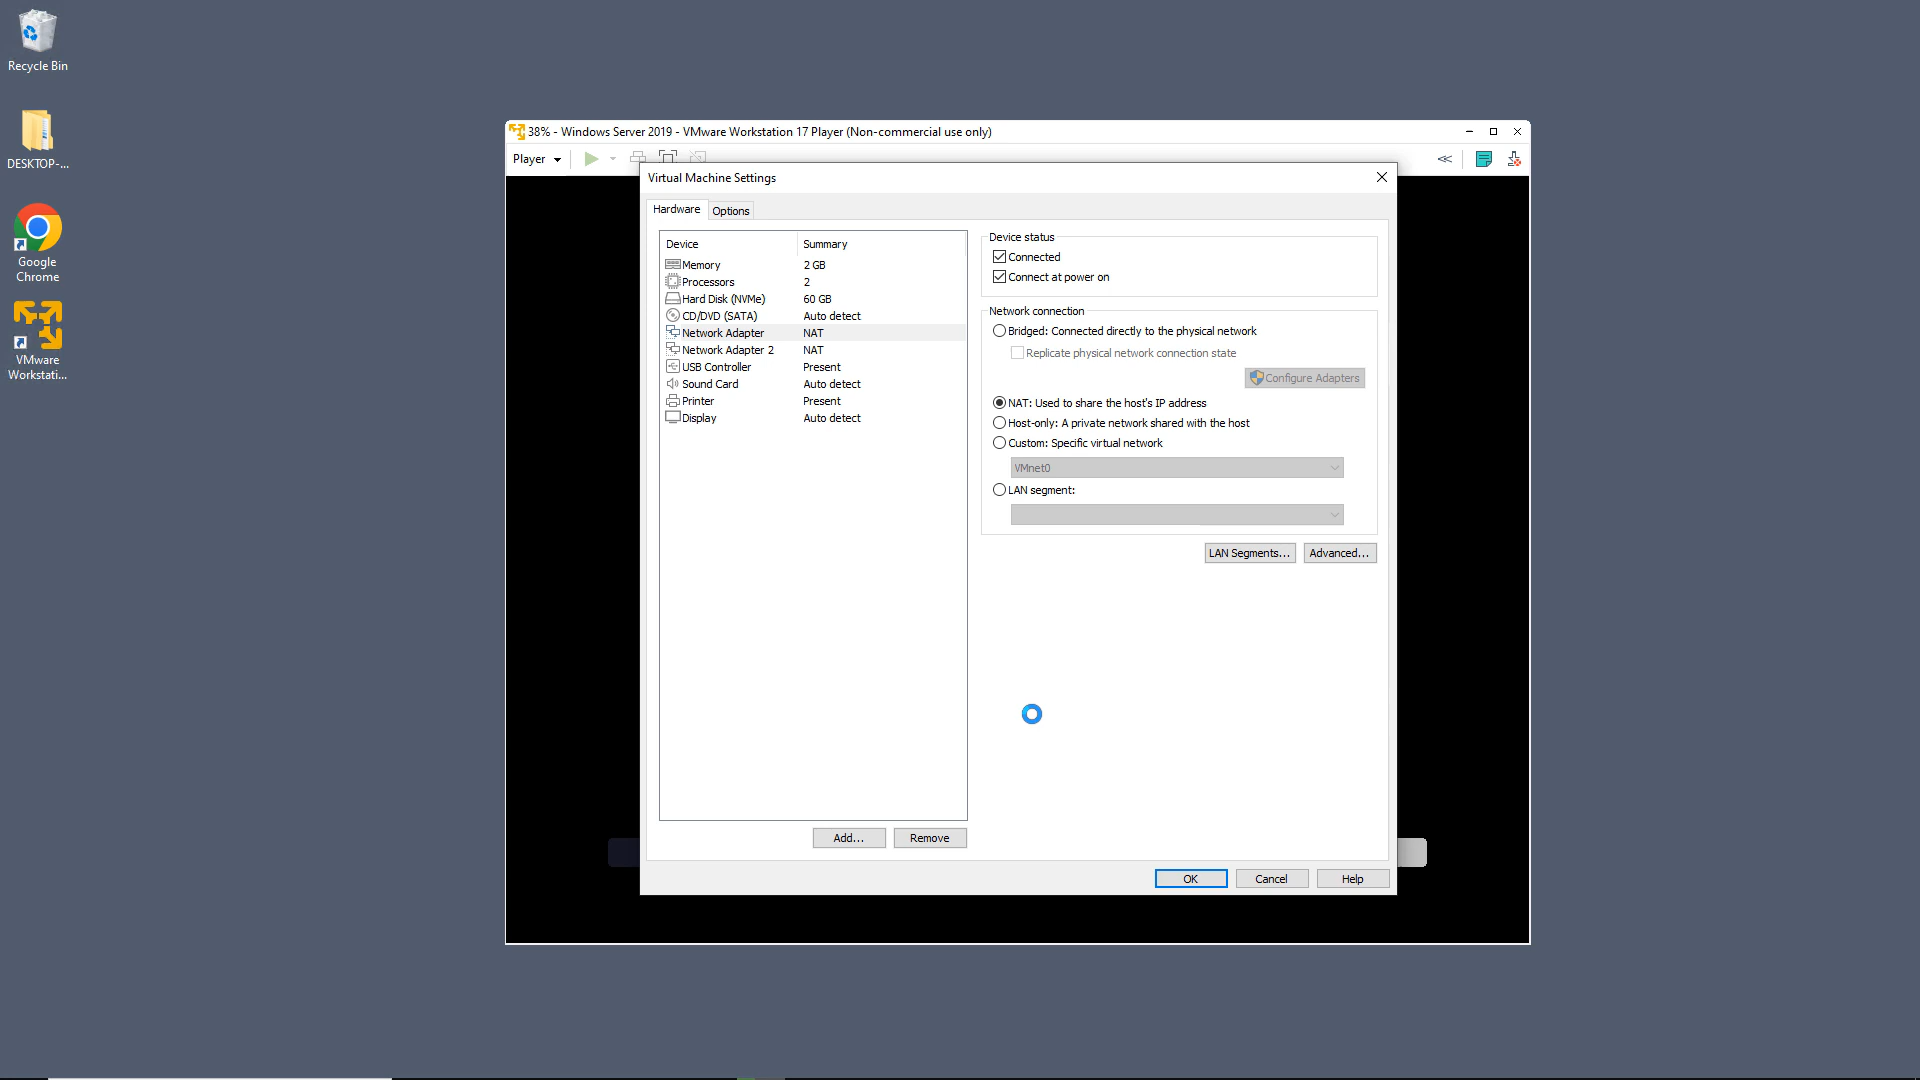 Recycle Bin
DESKTOP-...
Google
Chrome
VMware
Workstati...
38% - Windows Server 2019 - VMware Workstation 17 Player (Non-commercial use only)
Player
Virtual Machine Settings
Hardware
Options
Device Summary
Memory 2 GB
Processors 2
Hard Disk (NVMe) 60 GB
CD/DVD (SATA) Auto detect
Network Adapter NAT
Network Adapter 2 NAT
USB Controller Present
Sound Card Auto detect
Printer Present
Display Auto detect
Add...
Remove
Device status
Connected
Connect at power on
Network connection
Bridged: Connected directly to the physical network
Replicate physical network connection state
Configure Adapters
NAT: Used to share the host's IP address
Host-only: A private network shared with the host
Custom: Specific virtual network
VMnet0
LAN segment:
LAN Segments...
Advanced...
OK
Cancel
Help